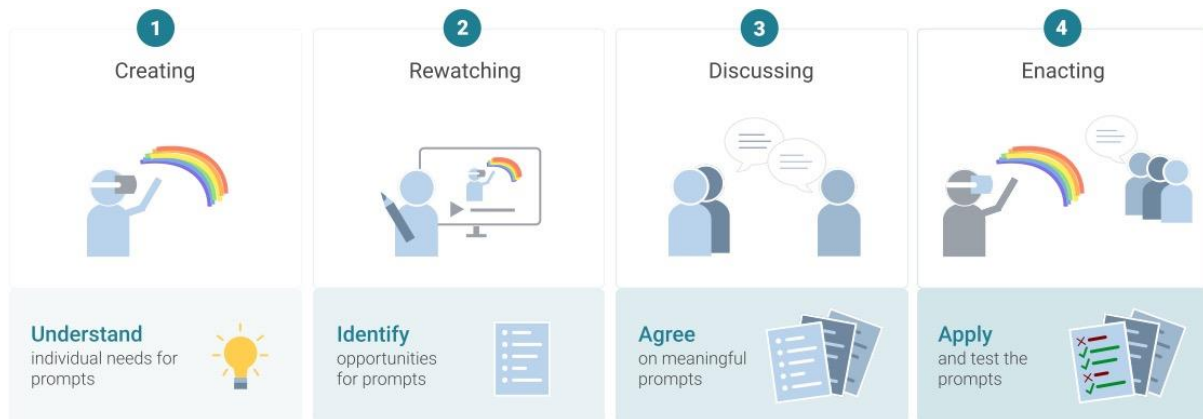 1
Creating
2
Rewatching
3
Discussing
4
Enacting
Understand
individual needs for
prompts
Identify
opportunities
for prompts
Agree
on meaningful
prompts
Apply
and test the
prompts